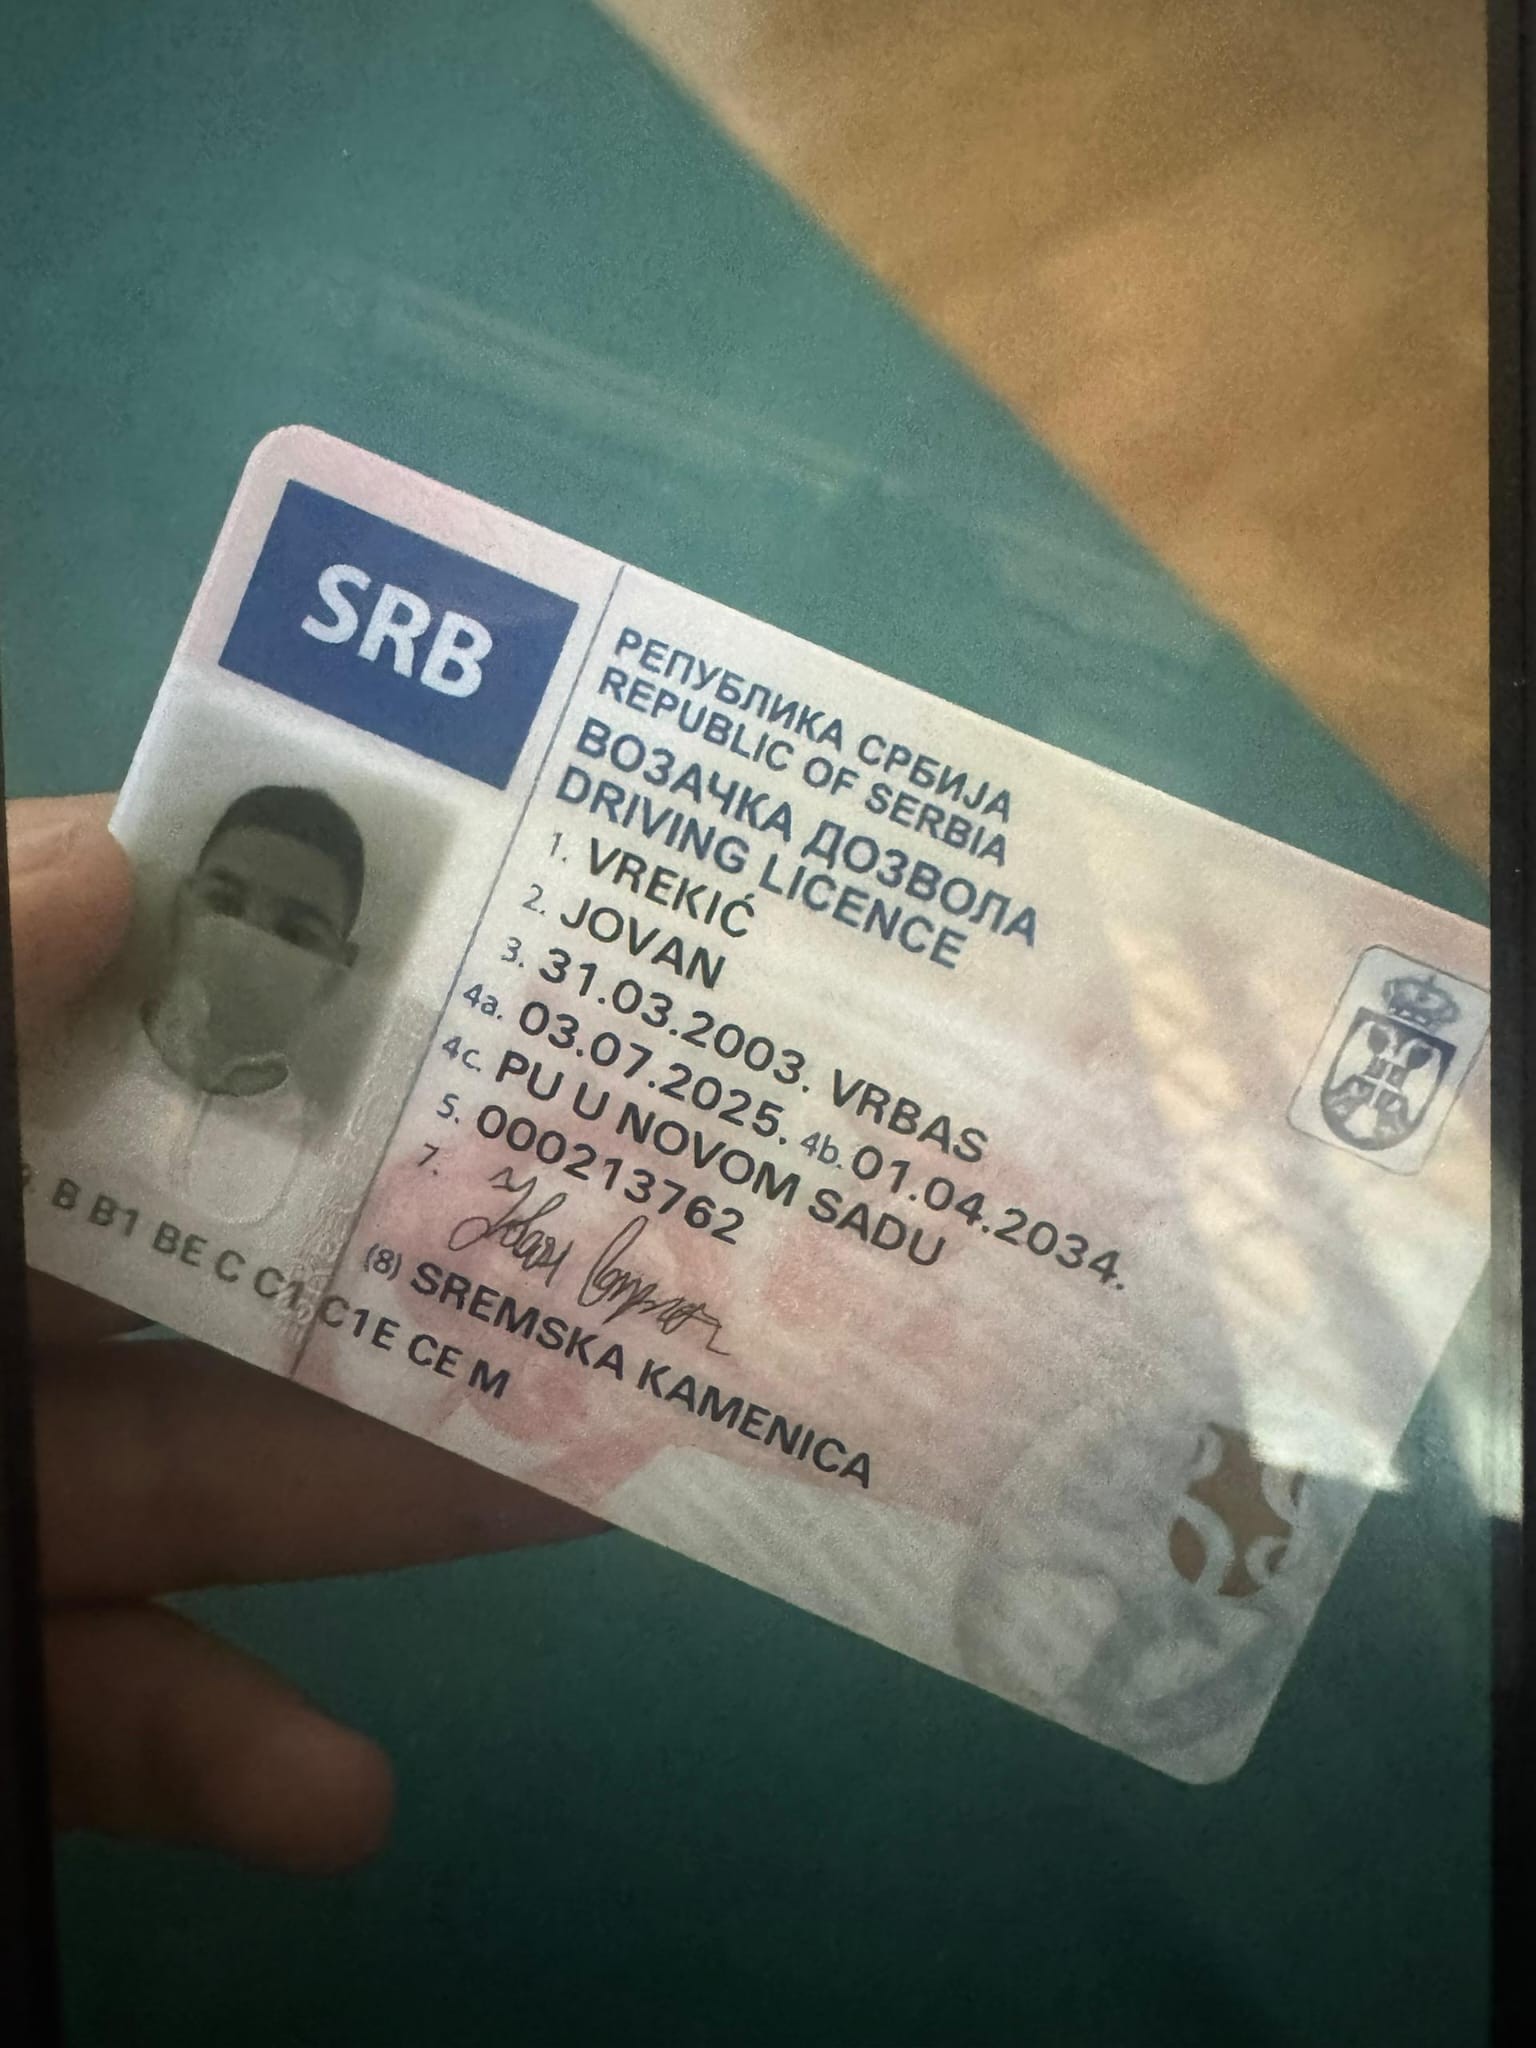 SRB
РЕПУБЛИКА СРБИЈА
REPUBLIC OF SERBIA
ВОЗАЧКА ДОЗВОЛА
DRIVING LICENCE
1. VREKIĆ
2. JOVAN
3. 31.03.2003. VRBAS
4a. 03.07.2025. 4b. 01.04.2034.
4c. PU U NOVOM SADU
5. 000213762
7.
(8) SREMSKA KAMENICA
B B1 BE C C1 C1E CE M